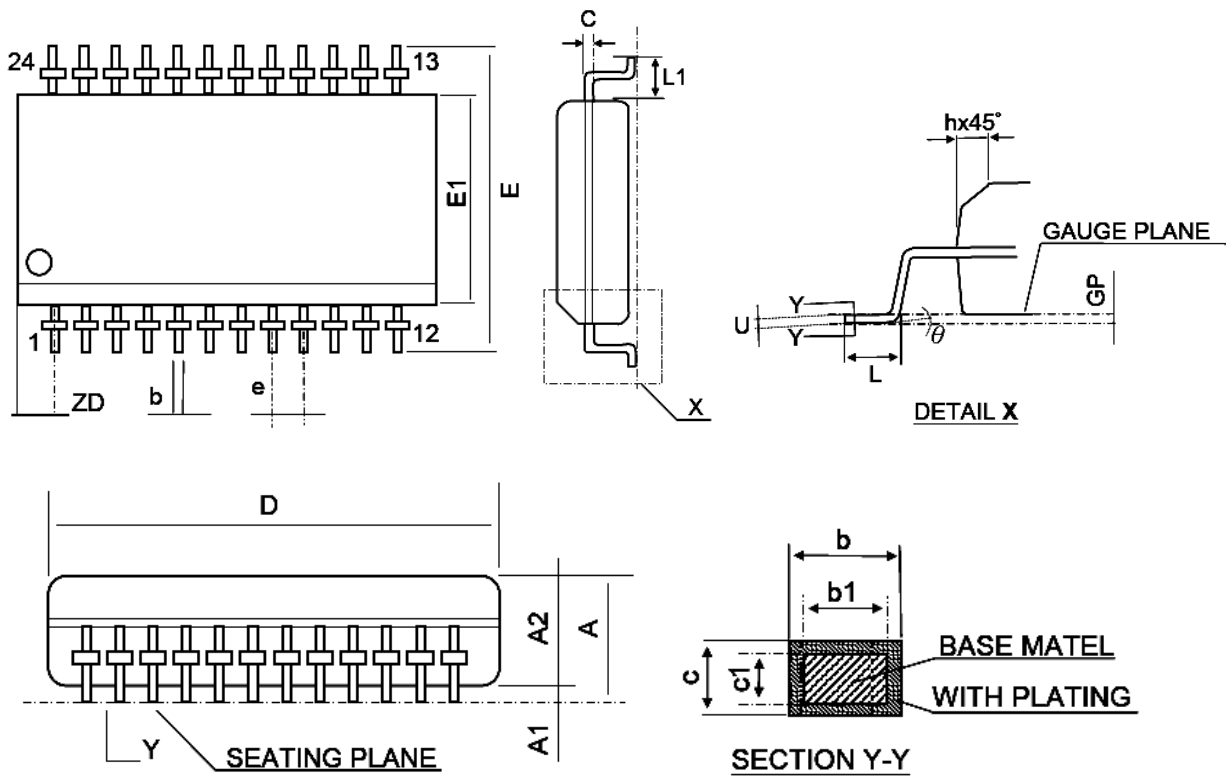 24
13
E1
E
1
12
ZD
b
e
C
L1
X
hx45°
GAUGE PLANE
GP
Y
U
Y
θ
L
DETAIL X
D
A2
A
A1
Y
SEATING PLANE
b
b1
c
c1
BASE MATEL
WITH PLATING
SECTION Y-Y